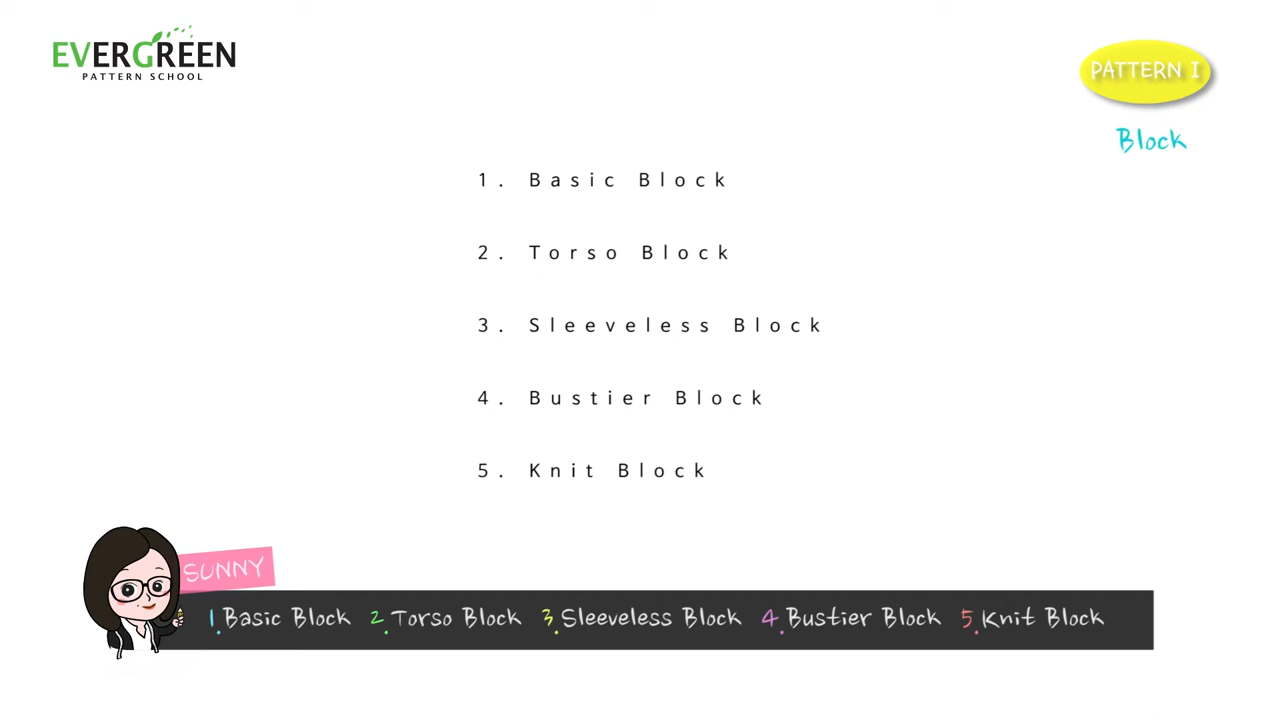 EVERGREEN
PATTERN SCHOOL
PATTERN I
Block
1. Basic Block
2. Torso Block
3. Sleeveless Block
4. Bustier Block
5. Knit Block
SUNNY
1. Basic Block 2. Torso Block 3. Sleeveless Block 4. Bustier Block 5. Knit Block